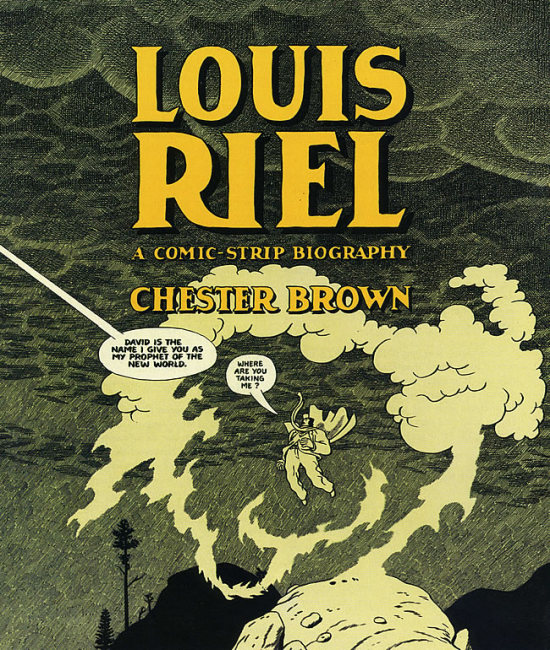 LOUIS
RIEL
A COMIC-STRIP BIOGRAPHY
CHESTER BROWN
DAVID IS THE
NAME I GIVE YOU AS
MY PROPHET OF THE
NEW WORLD.
WHERE
ARE YOU
TAKING
ME?